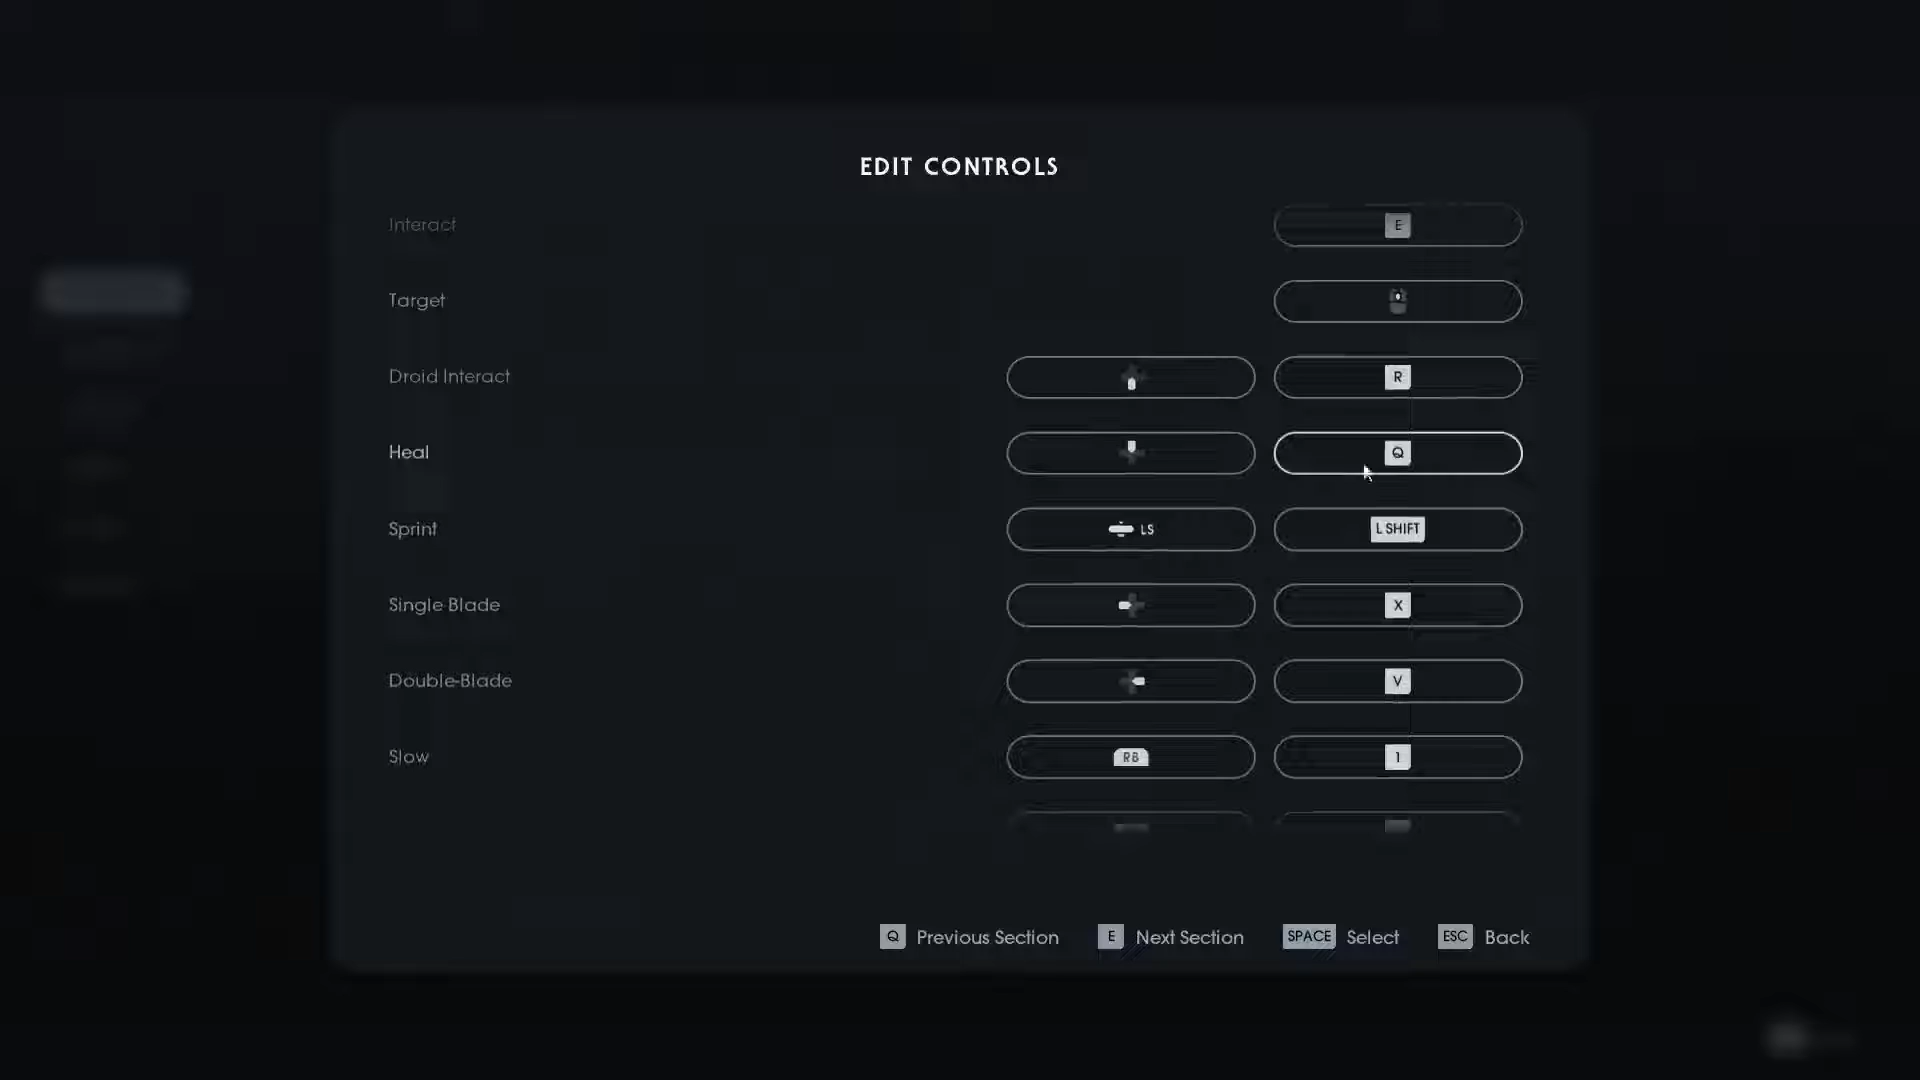 EDIT CONTROLS
Interact E
Target
Droid Interact R
Heal Q
Sprint LS L SHIFT
Single Blade X
Double-Blade V
Slow RB 1
Q Previous Section E Next Section SPACE Select ESC Back